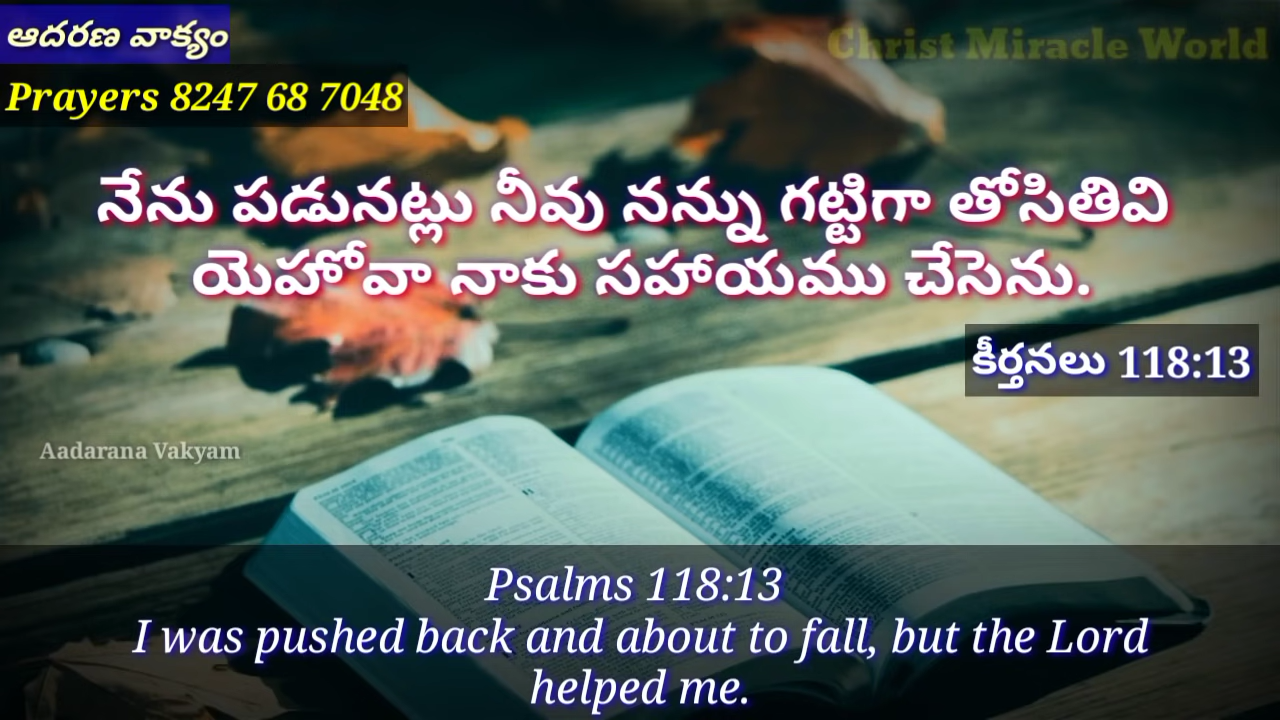 ఆదరణ వాక్యం
Christ Miracle World
Prayers 8247 68 7048
నేను పడునట్లు నీవు నన్ను గట్టిగా తోసితివి
యెహోవా నాకు సహాయము చేసెను.
కీర్తనలు 118:13
Aadarana Vakyam
Psalms 118:13
I was pushed back and about to fall, but the Lord
helped me.